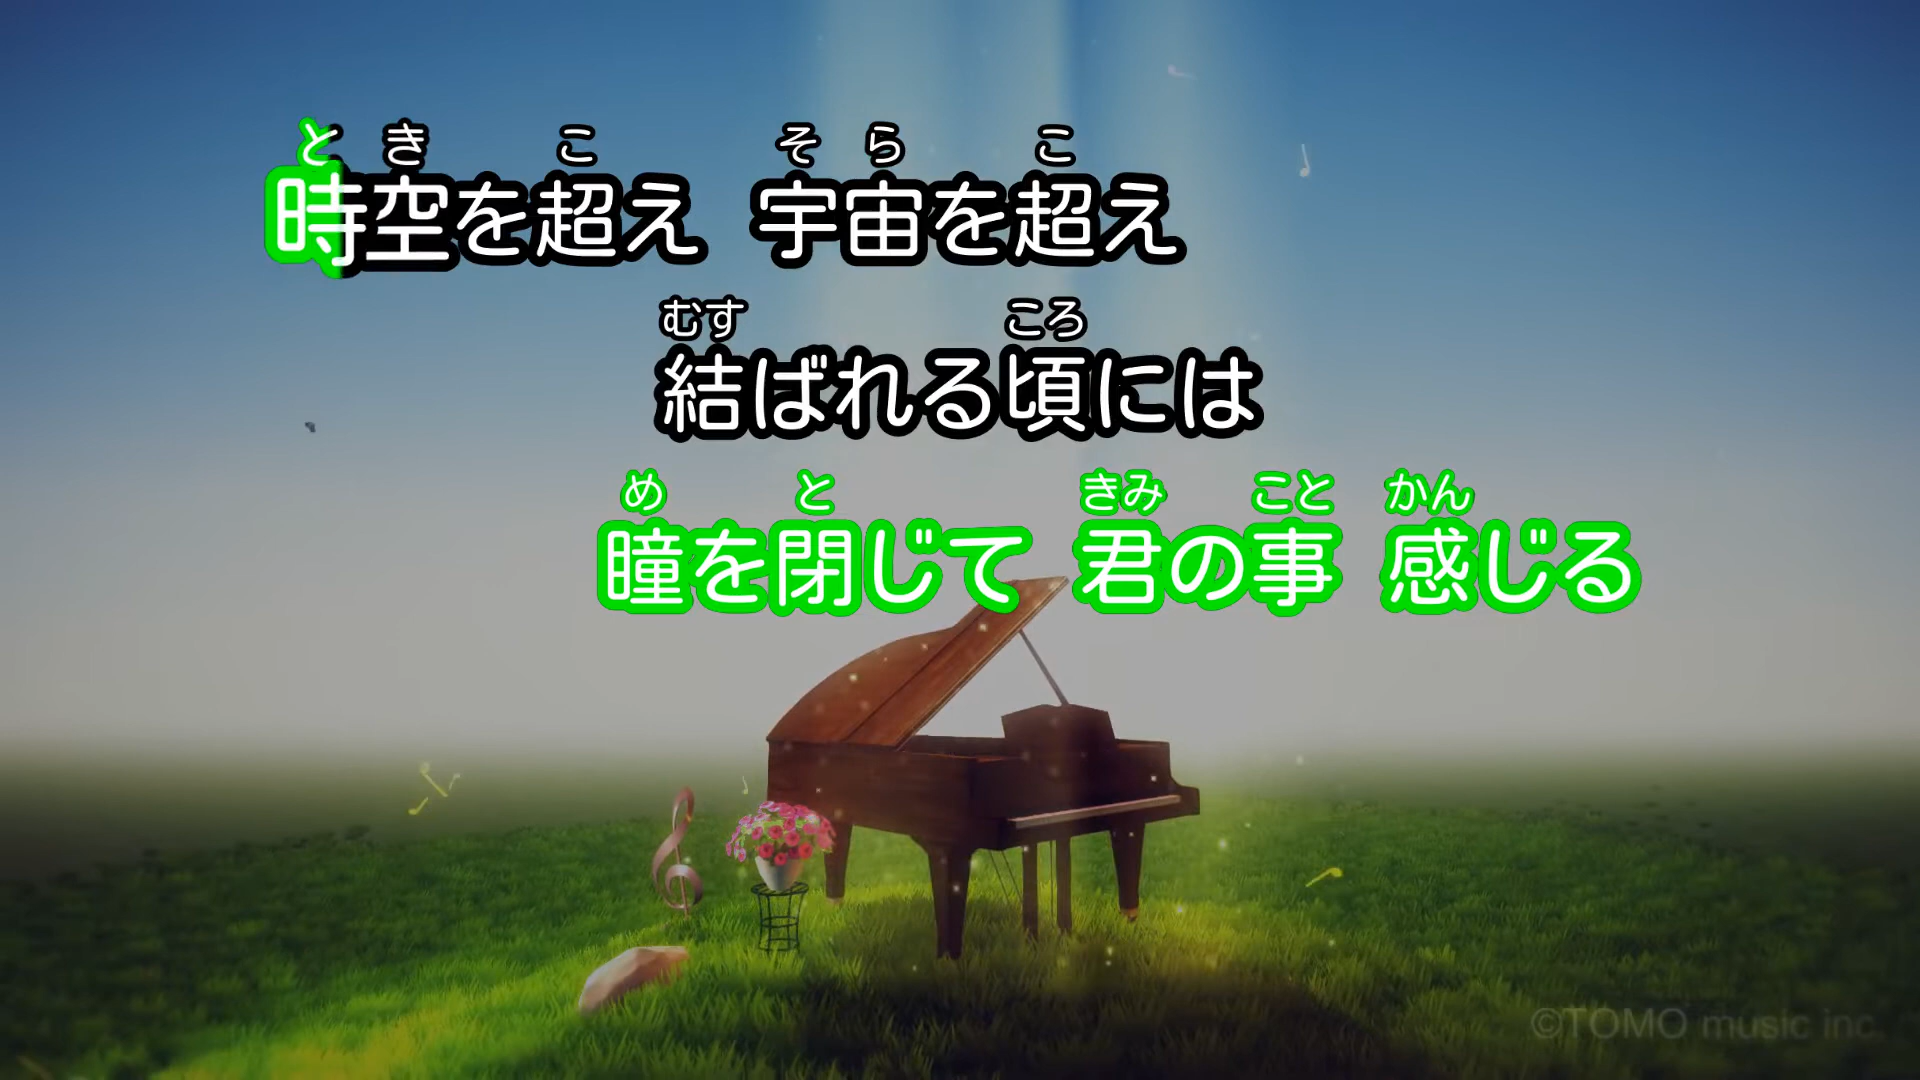 とき こ そら こ
時空を超え 宇宙を超え
むす ころ
結ばれる頃には
め と きみ こと かん
瞳を閉じて 君の事 感じる
©TOMO music inc.